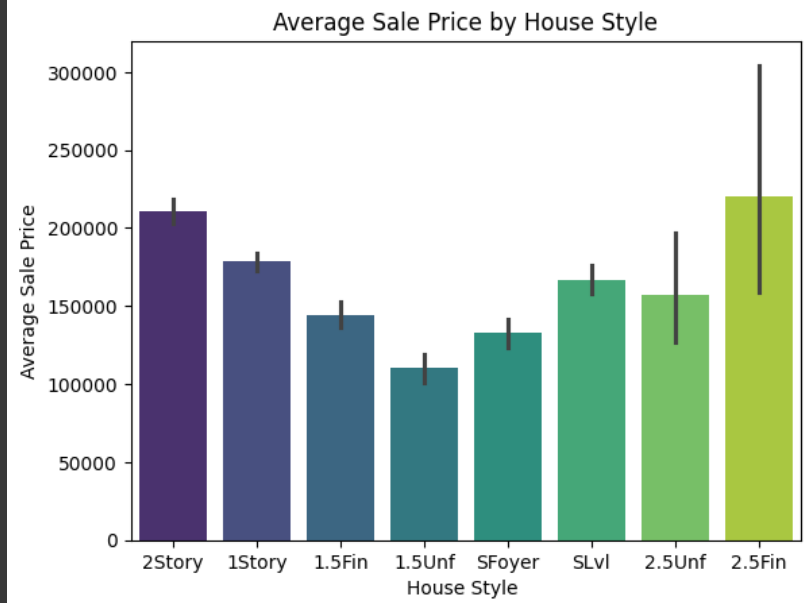 Average Sale Price by House Style
Average Sale Price
300000
250000
200000
150000
100000
50000
0
2Story 1Story 1.5Fin 1.5Unf SFoyer SLvl 2.5Unf 2.5Fin
House Style